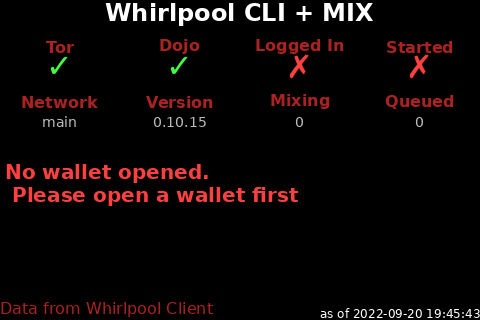 Whirlpool CLI + MIX
Tor Dojo Logged In Started
✓ ✓ ✗ ✗
Network Version Mixing Queued
main 0.10.15 0 0
No wallet opened.
Please open a wallet first
Data from Whirlpool Client
as of 2022-09-20 19:45:43